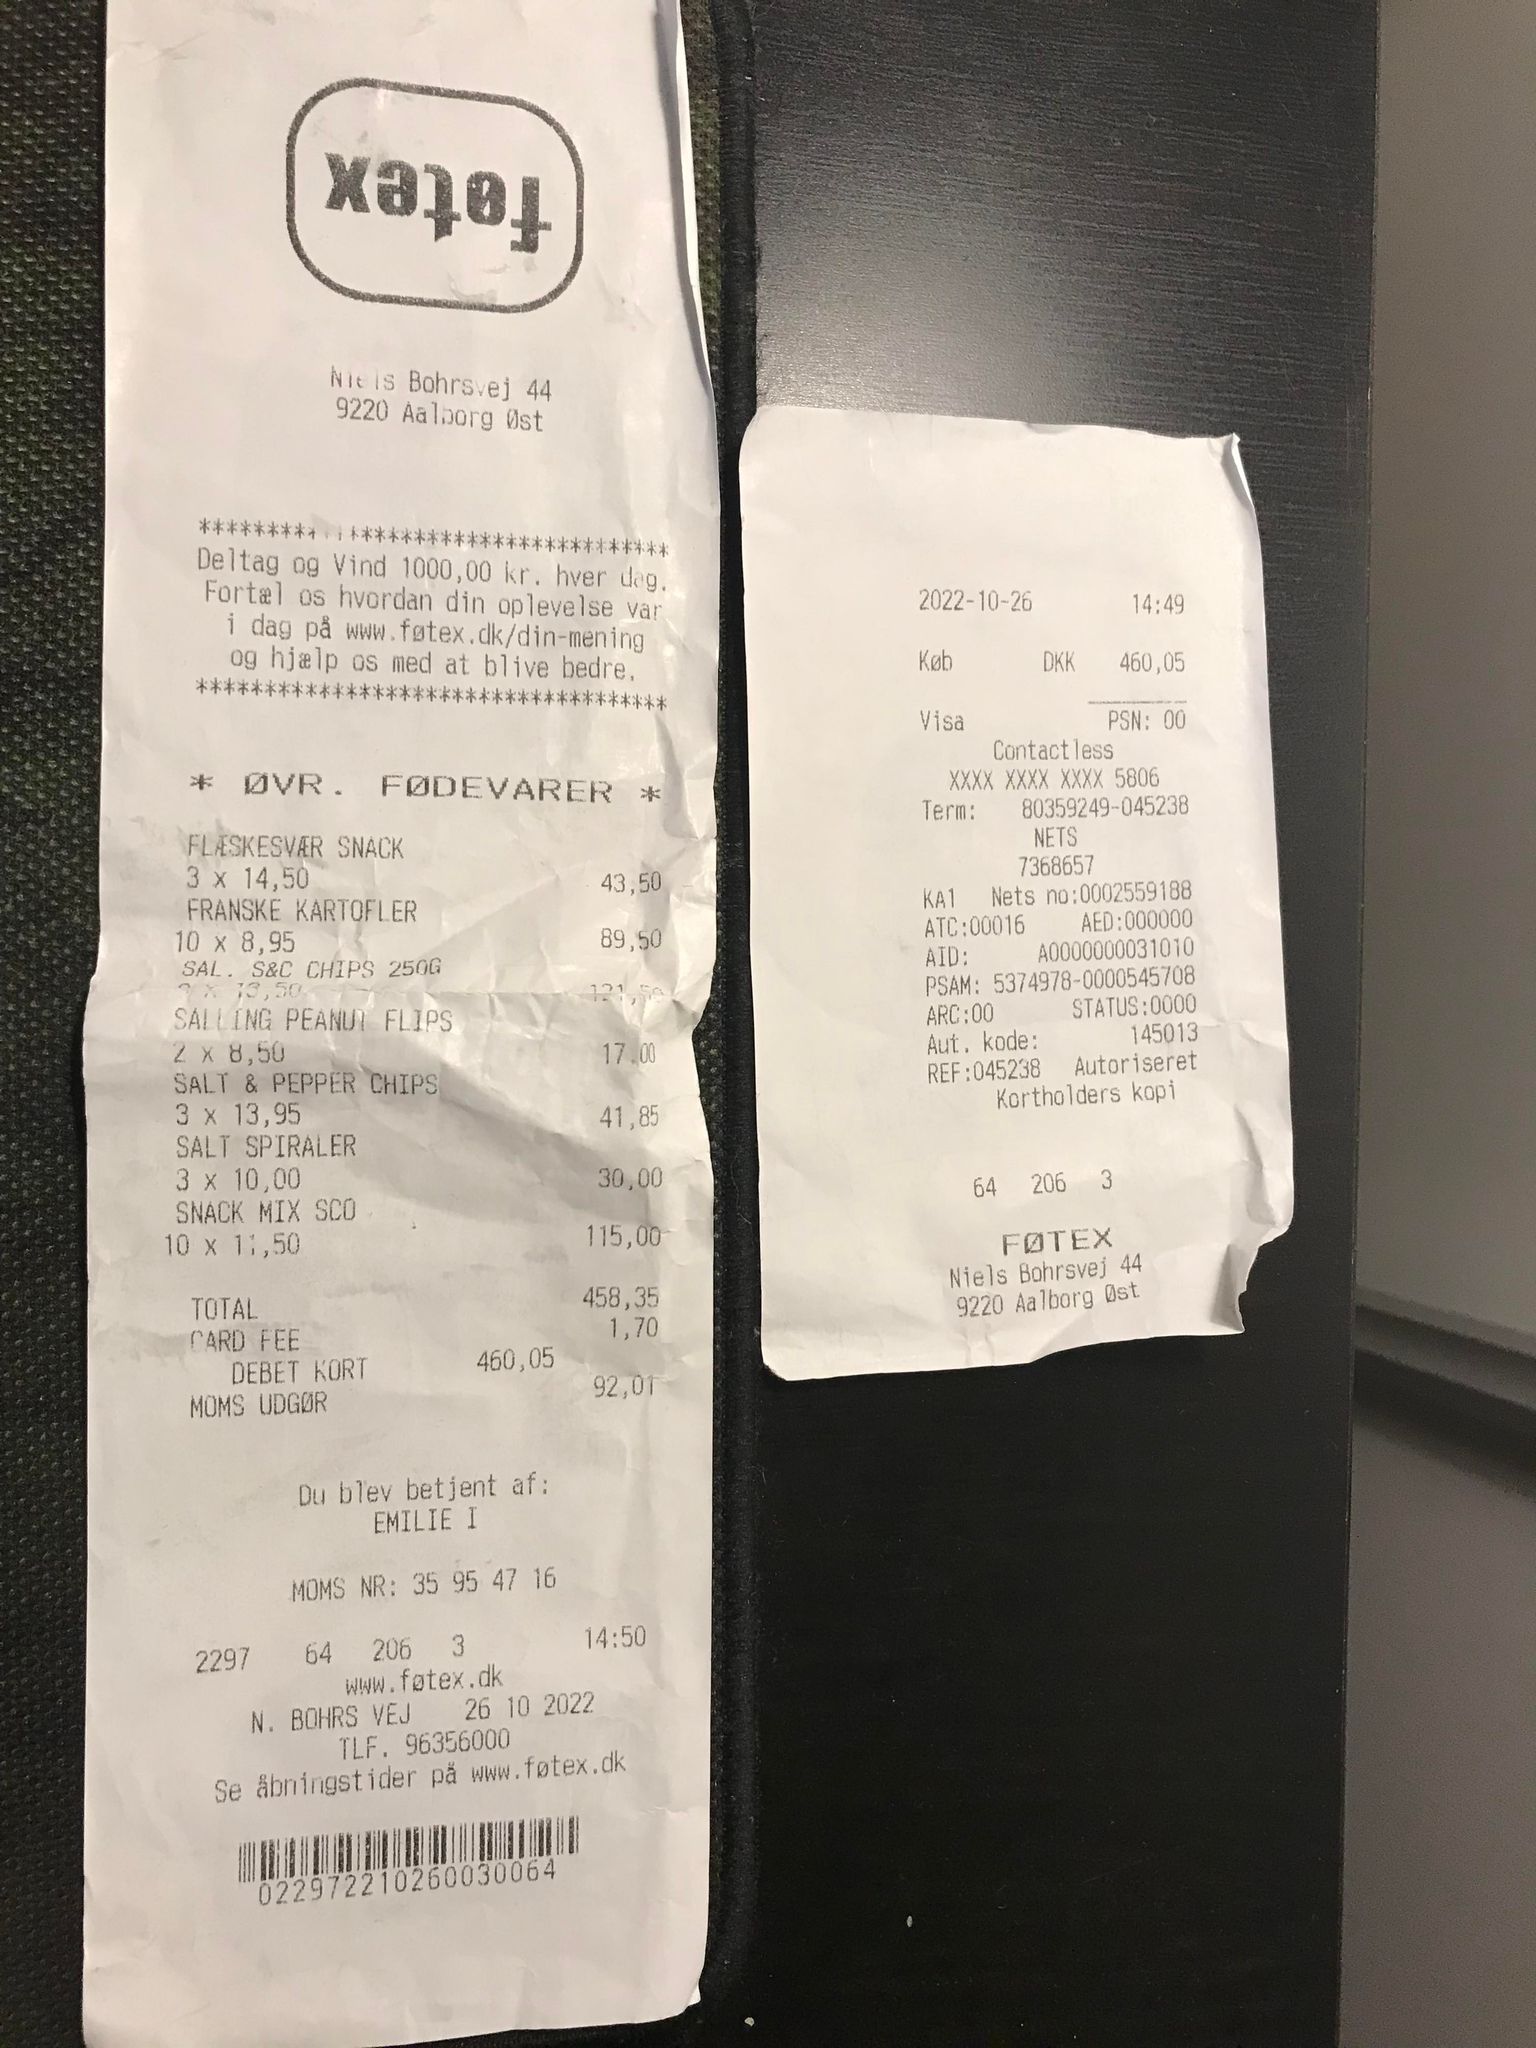 føtex
Niels Bohrsvej 44
9220 Aalborg Øst
************************************
Deltag og Vind 1000,00 kr. hver dag.
Fortæl os hvordan din oplevelse var
i dag på www.føtex.dk/din-mening
og hjælp os med at blive bedre.
************************************
* ØVR. FØDEVARER *
FLÆSKESVÆR SNACK
3 x 14,50 43,50
FRANSKE KARTOFLER
10 x 8,95 89,50
SAL. S&C CHIPS 250G
9 x 13,50 121,50
SALLING PEANUT FLIPS
2 x 8,50 17,00
SALT & PEPPER CHIPS
3 x 13,95 41,85
SALT SPIRALER
3 x 10,00 30,00
SNACK MIX SCO
10 x 11,50 115,00
TOTAL 458,35
CARD FEE 1,70
DEBET KORT 460,05
MOMS UDGØR 92,01
Du blev betjent af:
EMILIE I
MOMS NR: 35 95 47 16
2297 64 206 3 14:50
www.føtex.dk
N. BOHRS VEJ 26 10 2022
TLF. 96356000
Se åbningstider på www.føtex.dk
022972210260030064
2022-10-26 14:49
Køb DKK 460,05
Visa PSN: 00
Contactless
XXXX XXXX XXXX 5806
Term: 80359249-045238
NETS
7368657
KA1 Nets no:0002559188
ATC:00016 AED:000000
AID: A0000000031010
PSAM: 5374978-0000545708
ARC:00 STATUS:0000
Aut. kode: 145013
REF:045238 Autoriseret
Kortholders kopi
64 206 3
FØTEX
Niels Bohrsvej 44
9220 Aalborg Øst